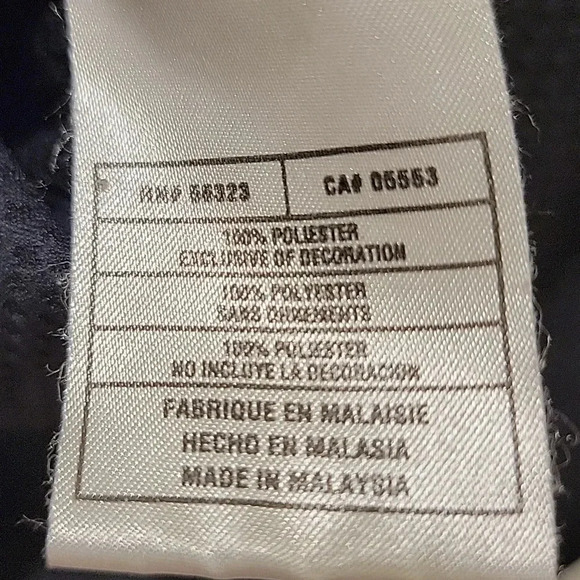 RN# 56323 CA# 05553
100% POLIESTER
EXCLUSIVE OF DECORATION
100% POLYESTER
SANS ORNEMENTS
100% POLIESTER
NO INCLUYE LA DECORACION
FABRIQUE EN MALAISIE
HECHO EN MALASIA
MADE IN MALAYSIA